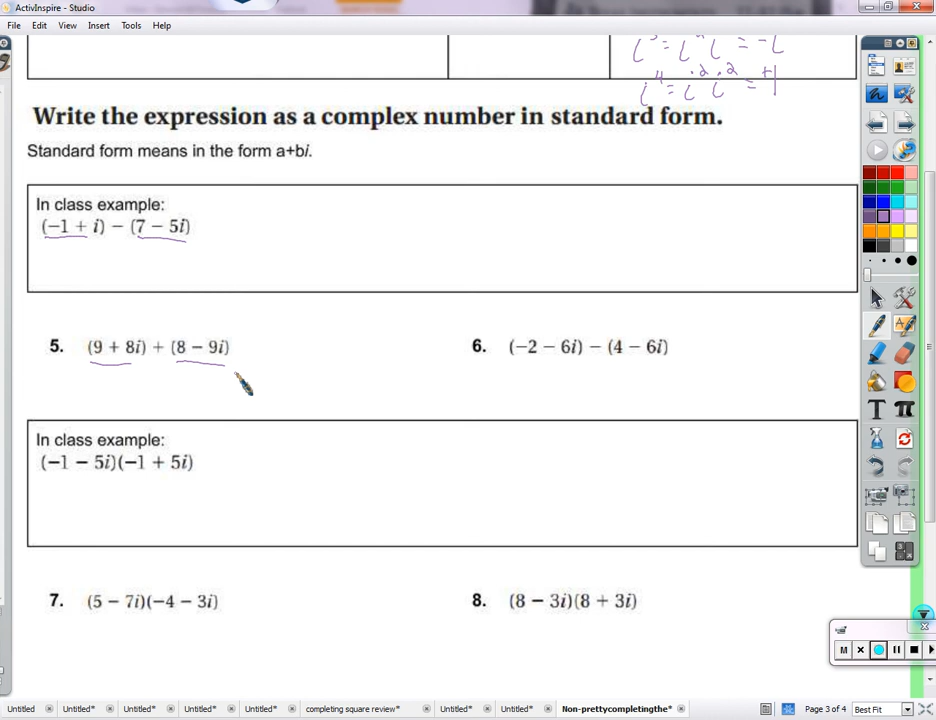 ActivInspire - Studio
File Edit View Insert Tools Help
i³ = i² i = -i
i⁴ = i² · i² = +1
Write the expression as a complex number in standard form.
Standard form means in the form a+bi.
In class example:
(−1 + i) − (7 − 5i)
5. (9 + 8i) + (8 − 9i)
6. (−2 − 6i) − (4 − 6i)
In class example:
(−1 − 5i)(−1 + 5i)
7. (5 − 7i)(−4 − 3i)
8. (8 − 3i)(8 + 3i)
M
Untitled Untitled* Untitled* Untitled* Untitled* completing square review* Untitled* Untitled* Non-prettycompletingthe* Page 3 of 4 Best Fit